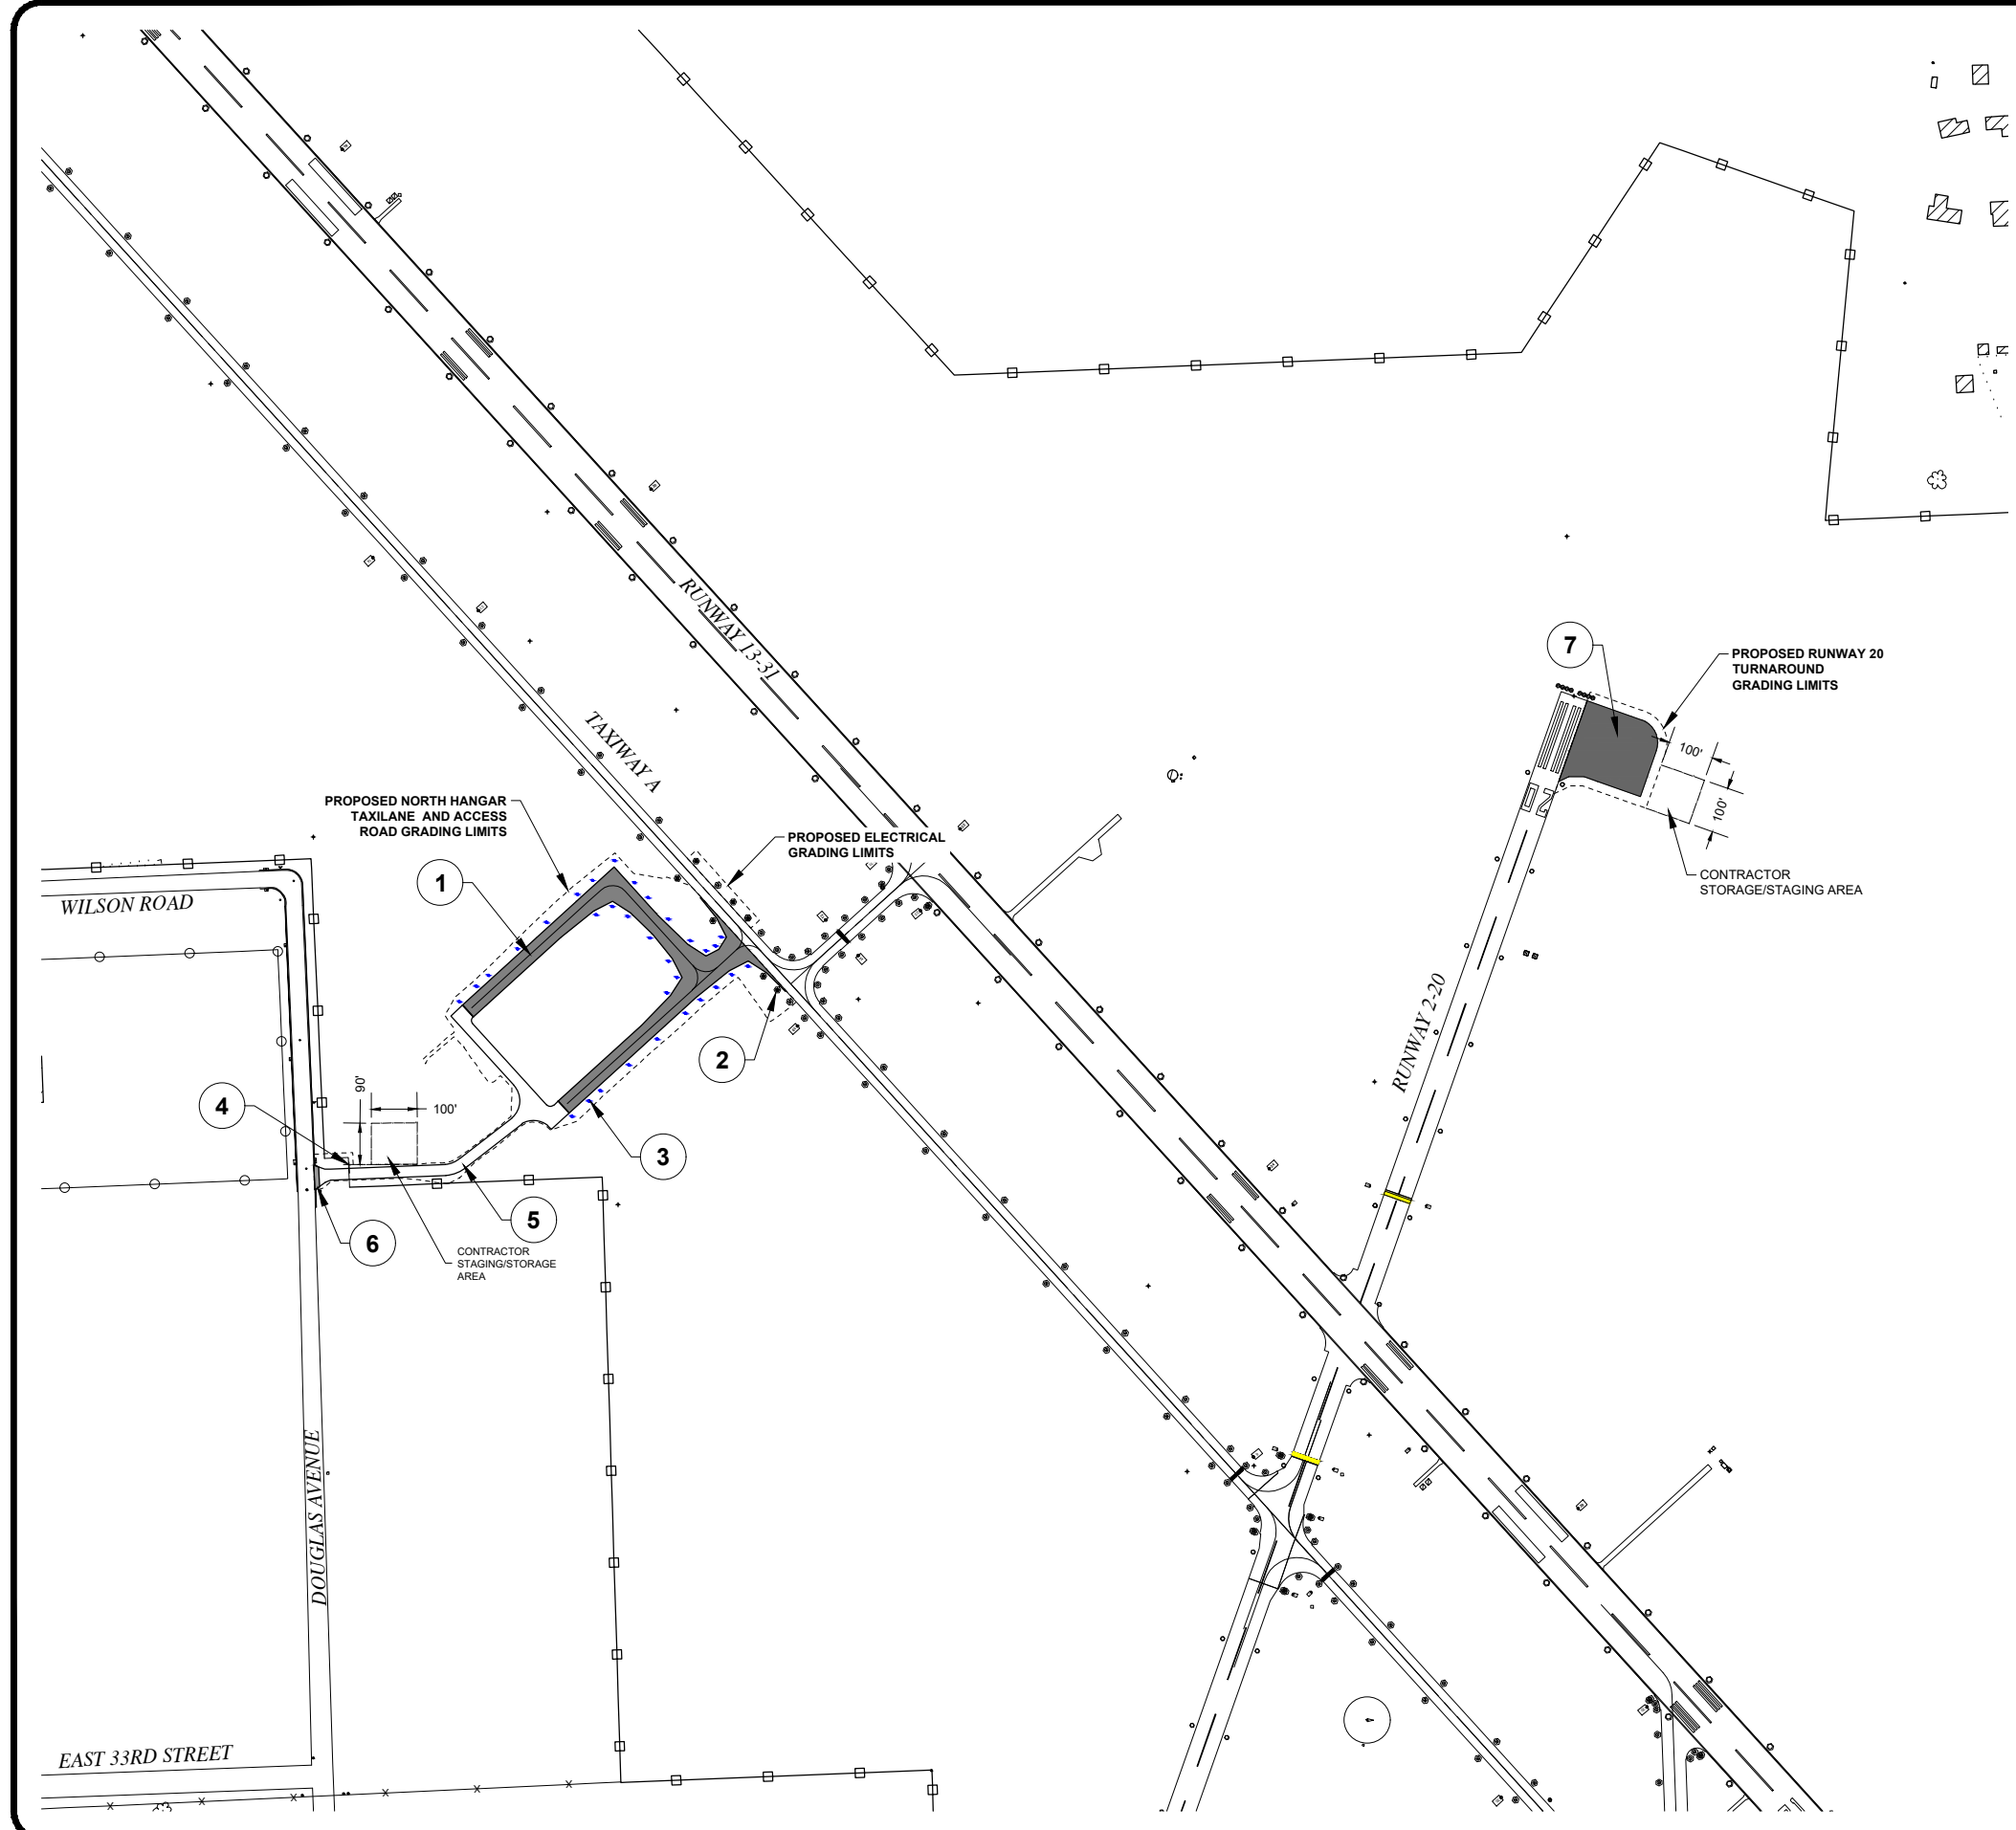 RUNWAY 13-31
7
PROPOSED RUNWAY 20
TURNAROUND
GRADING LIMITS
TAXIWAY A
100'
100'
20
PROPOSED NORTH HANGAR
TAXILANE AND ACCESS
ROAD GRADING LIMITS
PROPOSED ELECTRICAL
GRADING LIMITS
1
CONTRACTOR
STORAGE/STAGING AREA
WILSON ROAD
RUNWAY 2-20
2
90'
100'
4
3
5
6
CONTRACTOR
STAGING/STORAGE
AREA
DOUGLAS AVENUE
EAST 33RD STREET